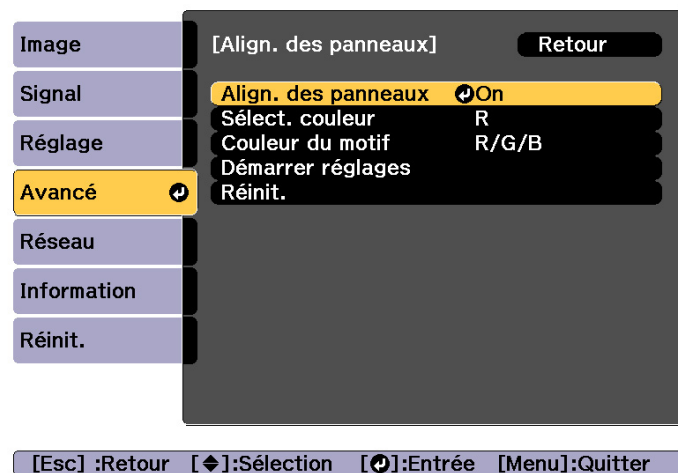 Image
Signal
Réglage
Avancé
Réseau
Information
Réinit.
[Align. des panneaux] Retour
Align. des panneaux On
Sélect. couleur R
Couleur du motif R/G/B
Démarrer réglages
Réinit.
[Esc] :Retour [◆]:Sélection [↵]:Entrée [Menu]:Quitter